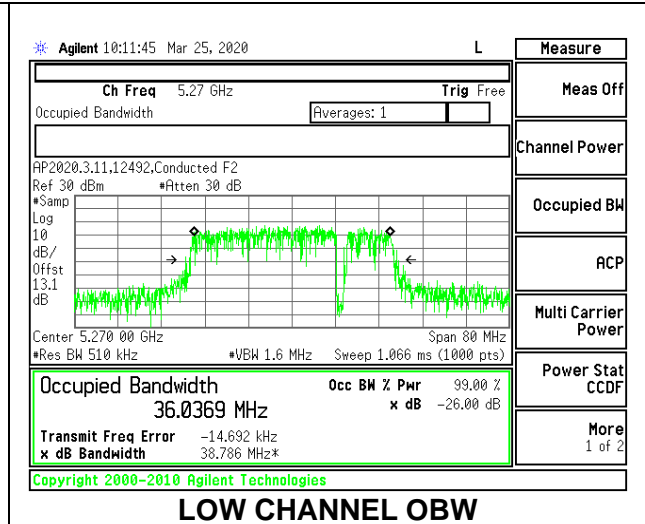 Agilent 10:11:45 Mar 25, 2020 L
Measure
Ch Freq 5.27 GHz Trig Free
Meas Off
Occupied Bandwidth Averages: 1
Channel Power
AP2020.3.11,12492,Conducted F2
Ref 30 dBm #Atten 30 dB
#Samp
Log
10
dB/
Offst
13.1
dB
Occupied BW
ACP
Multi Carrier
Power
Center 5.270 00 GHz Span 80 MHz
#Res BW 510 kHz #VBW 1.6 MHz Sweep 1.066 ms (1000 pts)
Power Stat
CCDF
Occupied Bandwidth Occ BW % Pwr 99.00 %
36.0369 MHz x dB -26.00 dB
Transmit Freq Error -14.692 kHz
x dB Bandwidth 38.786 MHz*
More
1 of 2
Copyright 2000-2010 Agilent Technologies
LOW CHANNEL OBW